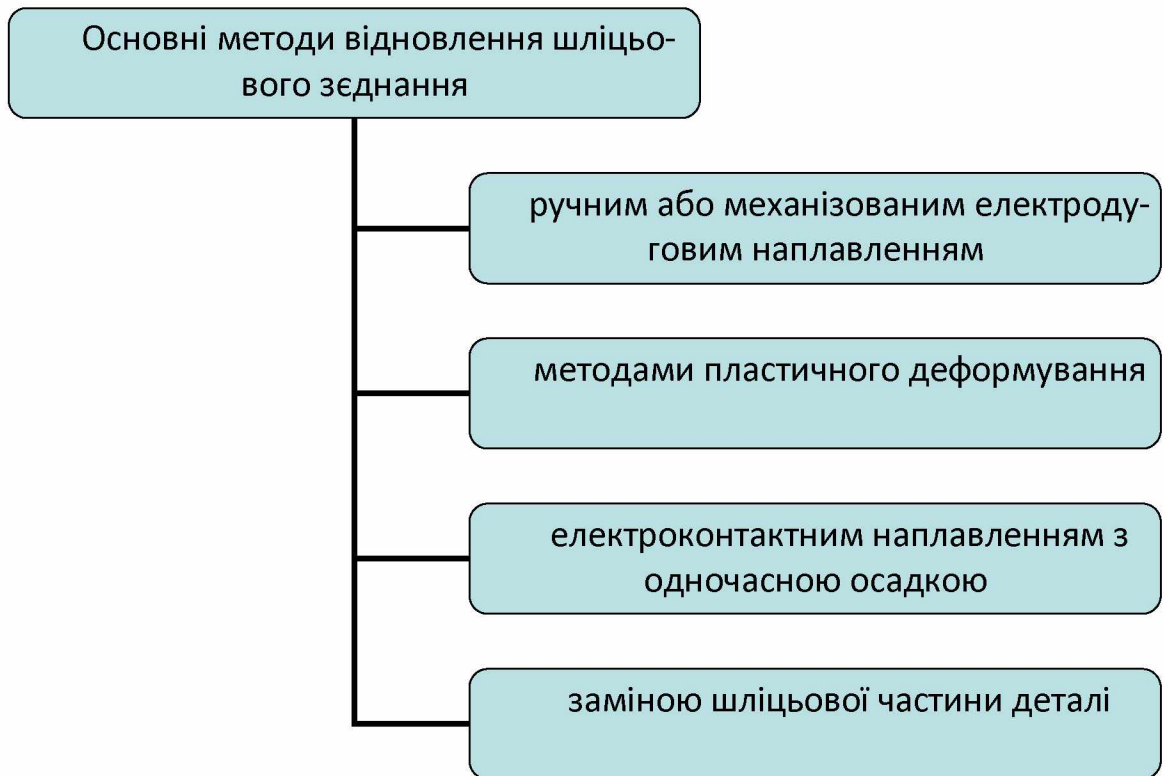 Основні методи відновлення шліцьо-
вого зєднання
ручним або механізованим електроду-
говим наплавленням
методами пластичного деформування
електроконтактним наплавленням з
одночасною осадкою
заміною шліцьової частини деталі